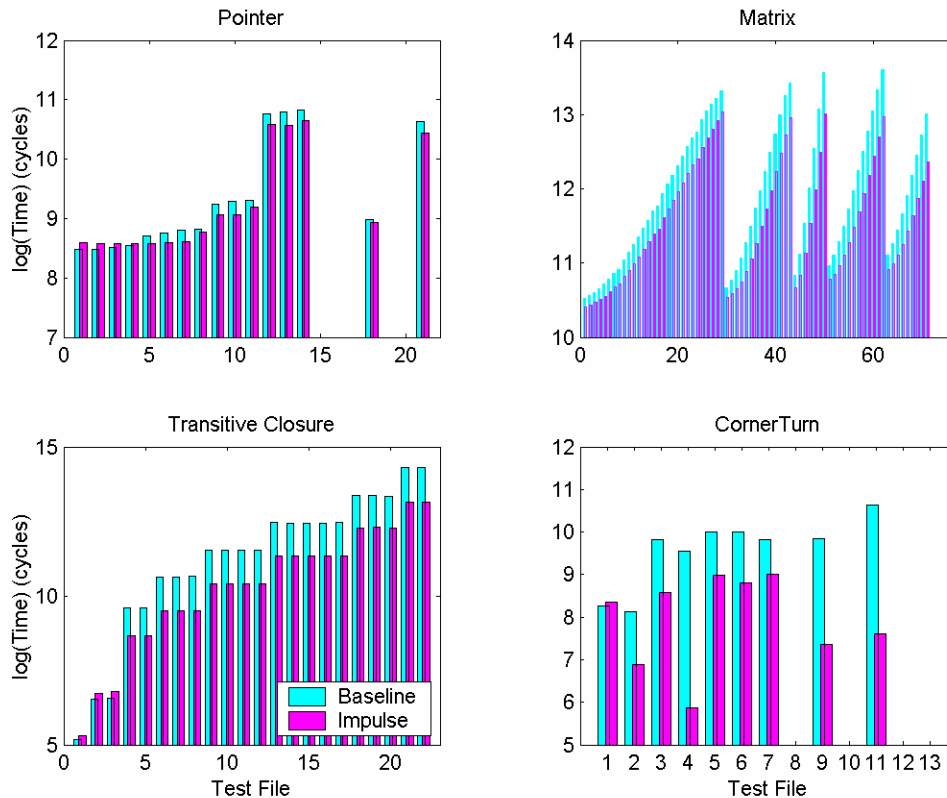 Pointer
12
11
10
9
8
7
log(Time) (cycles)
0 5 10 15 20
Matrix
14
13
12
11
10
0 20 40 60
Transitive Closure
15
10
5
log(Time) (cycles)
0 5 10 15 20
Test File
Baseline
Impulse
CornerTurn
12
11
10
9
8
7
6
5
1 2 3 4 5 6 7 8 9 10 11 12 13
Test File